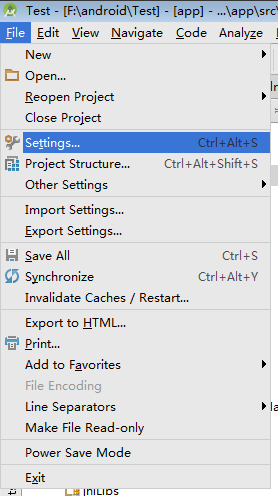 Test - [F:\android\Test] - [app] - ...\app\src\
File Edit View Navigate Code Analyze
New
Open...
Reopen Project
Close Project
Settings... Ctrl+Alt+S
Project Structure... Ctrl+Alt+Shift+S
Other Settings
Import Settings...
Export Settings...
Save All Ctrl+S
Synchronize Ctrl+Alt+Y
Invalidate Caches / Restart...
Export to HTML...
Print...
Add to Favorites
File Encoding
Line Separators
Make File Read-only
Power Save Mode
Exit
jniLibs